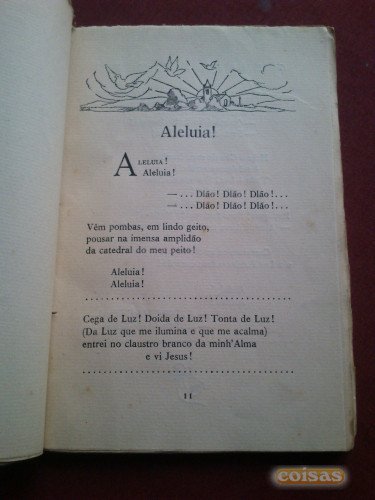 Aleluia!
ALELUIA!
Aleluia!
— ... Dlão! Dlão! Dlão!...
— ... Dlão! Dlão! Dlão!...
Vêm pombas, em lindo geito,
pousar na imensa amplidão
da catedral do meu peito!
Aleluia!
Aleluia!
Cega de Luz! Doida de Luz! Tonta de Luz!
(Da Luz que me ilumina e que me acalma)
entrei no claustro branco da minh'Alma
e vi Jesus!
11
coisas